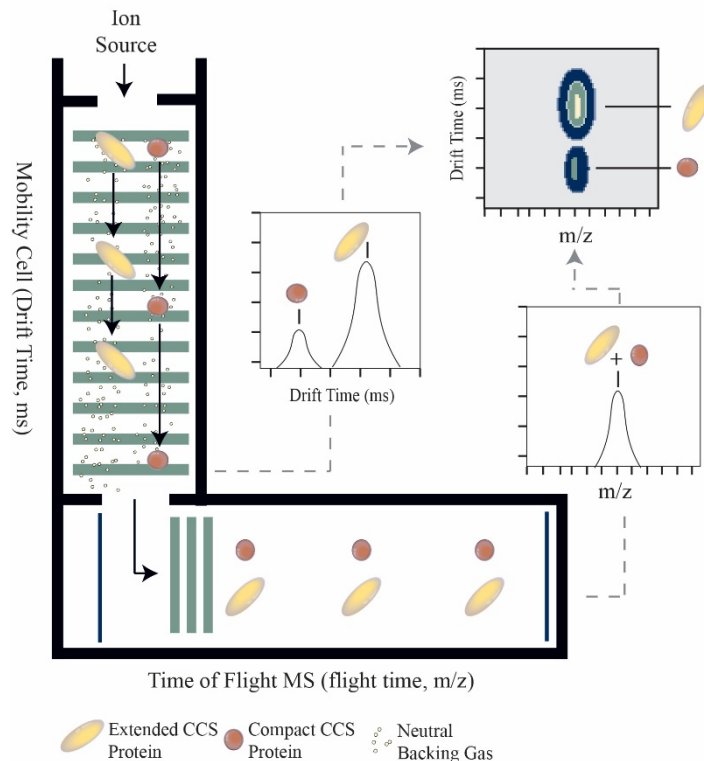 Ion
Source
Mobility Cell (Drift Time, ms)
Drift Time (ms)
m/z
Drift Time (ms)
+
m/z
Time of Flight MS (flight time, m/z)
Extended CCS
Protein
Compact CCS
Protein
Neutral
Backing Gas